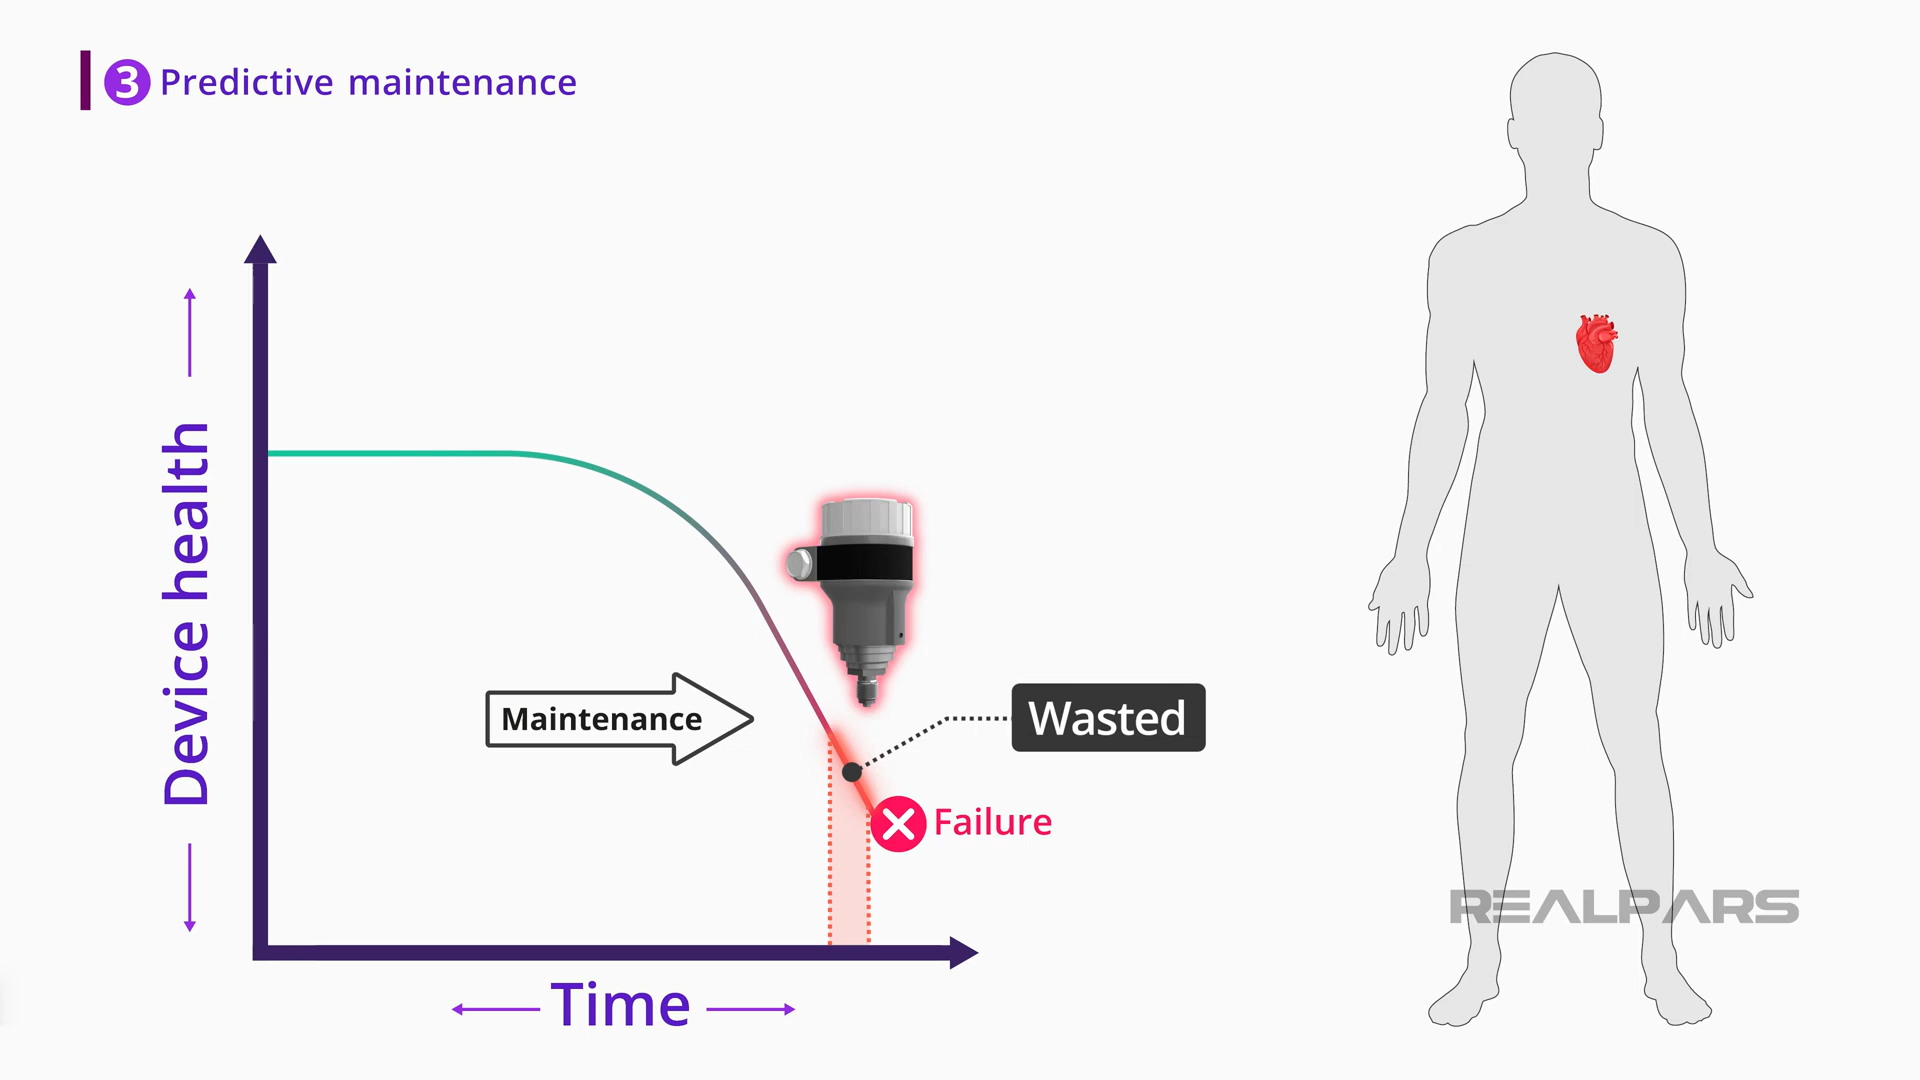 3 Predictive maintenance
Device health
Maintenance
Wasted
Failure
REALPARS
Time